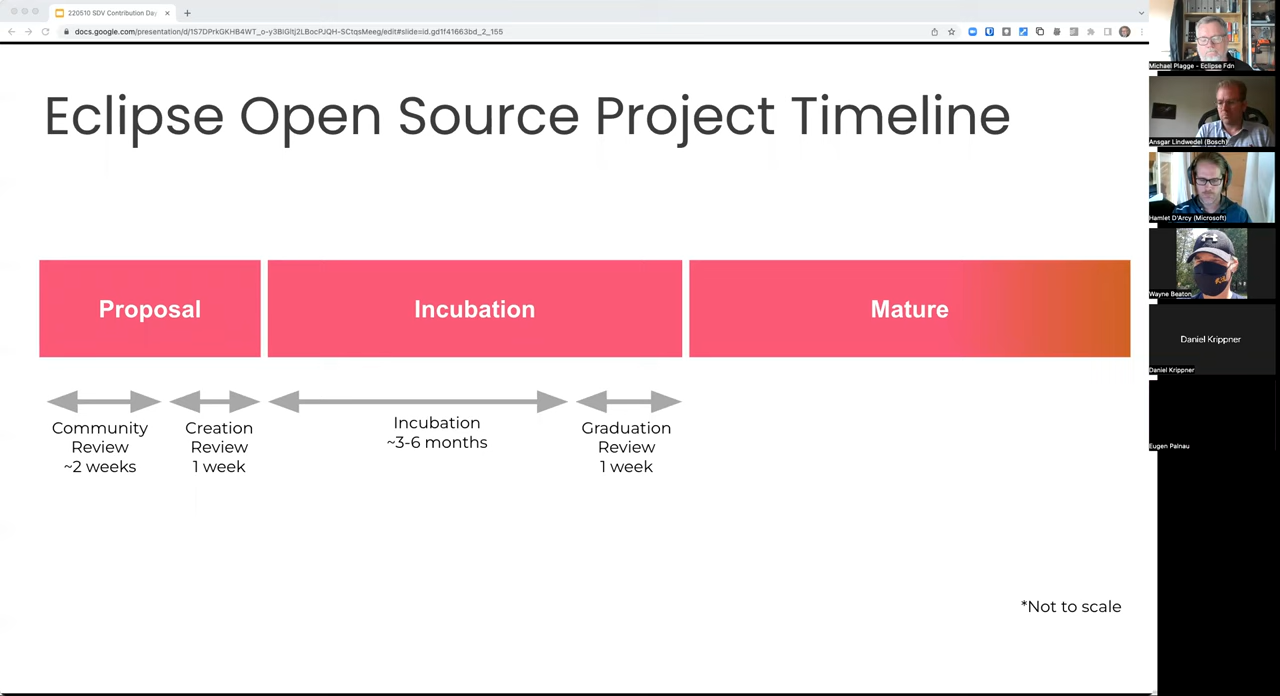 220510 SDV Contribution Day
docs.google.com/presentation/d/1S7DPrkGKHB4WT_o-y3BiGltj2LBocPJQH-SCtqsMeeg/edit#slide=id.gd1f41663bd_2_155
Eclipse Open Source Project Timeline
Proposal
Incubation
Mature
Community
Review
~2 weeks
Creation
Review
1 week
Incubation
~3-6 months
Graduation
Review
1 week
*Not to scale
Michael Plagge - Eclipse Fdn
Ansgar Lindwedel (Bosch)
Hamlet D'Arcy (Microsoft)
Wayne Beaton
Daniel Krippner
Daniel Krippner
Eugen Palnau